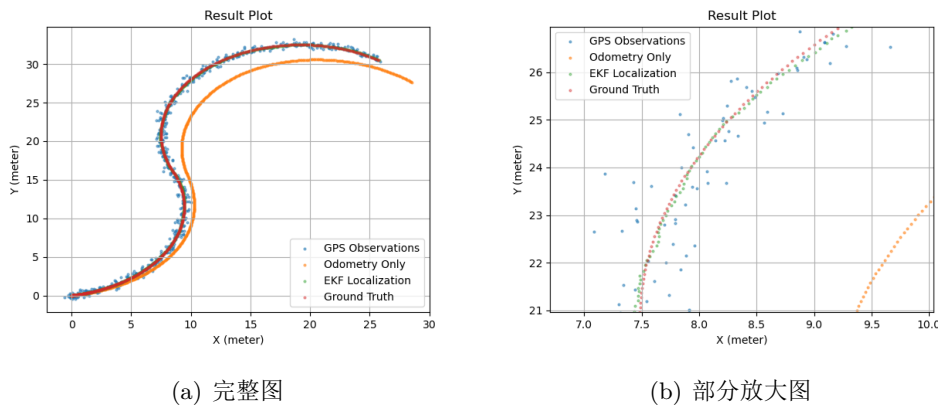 Result Plot
Y (meter)
30
25
20
15
10
5
0
GPS Observations
Odometry Only
EKF Localization
Ground Truth
0
5
10
15
20
25
30
X (meter)
(a) 完整图
Result Plot
GPS Observations
Odometry Only
EKF Localization
Ground Truth
Y (meter)
26
25
24
23
22
21
7.0
7.5
8.0
8.5
9.0
9.5
10.0
X (meter)
(b) 部分放大图